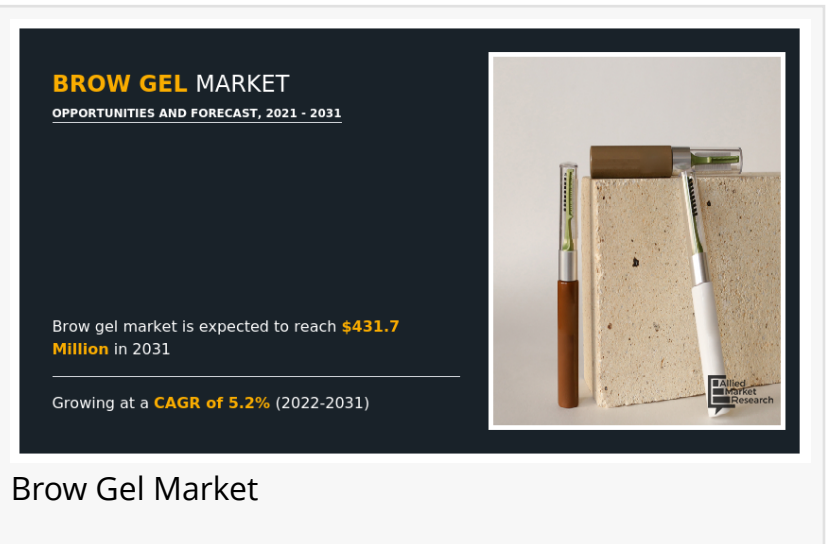 BROW GEL MARKET
OPPORTUNITIES AND FORECAST, 2021 - 2031
Brow gel market is expected to reach $431.7
Million in 2031
Growing at a CAGR of 5.2% (2022-2031)
Allied
Market
Research
Brow Gel Market